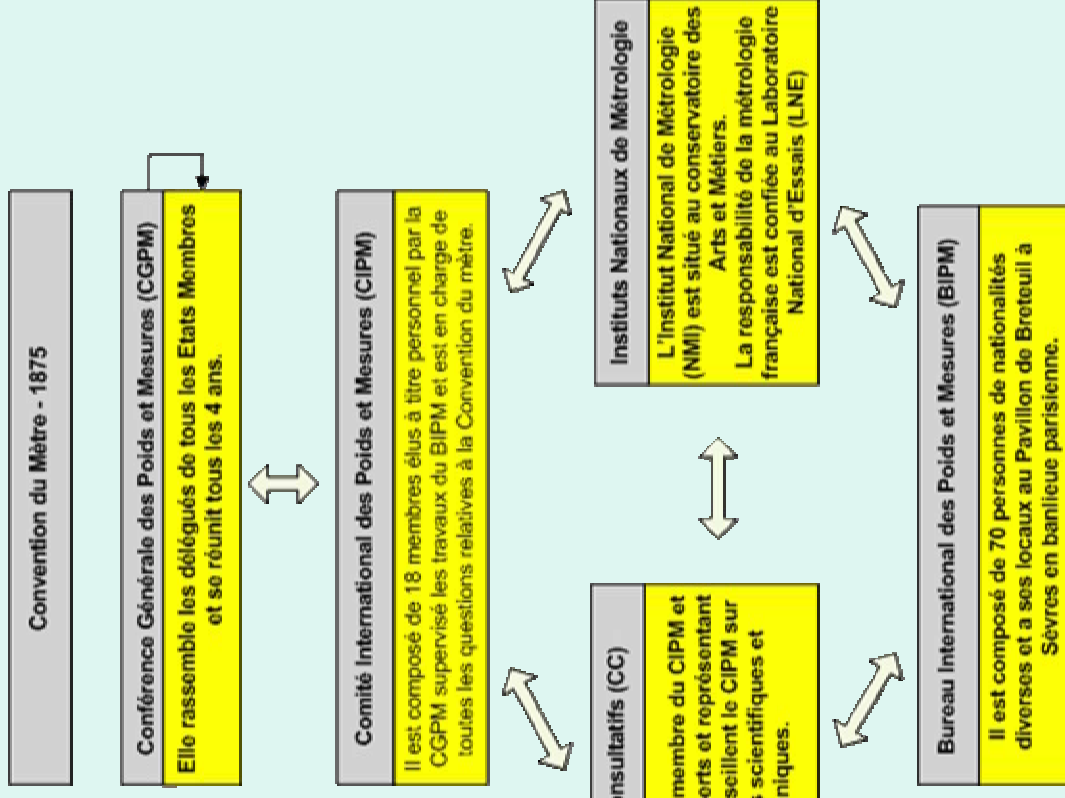 Convention du Mètre - 1875
Conférence Générale des Poids et Mesures (CGPM)
Elle rassemble les délégués de tous les Etats Membres
et se réunit tous les 4 ans.
Comité International des Poids et Mesures (CIPM)
Il est composé de 18 membres élus à titre personnel par la
CGPM supervisé les travaux du BIPM et est en charge de
toutes les questions relatives à la Convention du mètre.
nsultatifs (CC)
membre du CIPM et
erts et représentant
seillent le CIPM sur
s scientifiques et
niques.
Instituts Nationaux de Métrologie
L'Institut National de Métrologie
(NMI) est situé au conservatoire des
Arts et Métiers.
La responsabilité de la métrologie
française est confiée au Laboratoire
National d'Essais (LNE)
Bureau International des Poids et Mesures (BIPM)
Il est composé de 70 personnes de nationalités
diverses et a ses locaux au Pavillon de Breteuil à
Sèvres en banlieue parisienne.